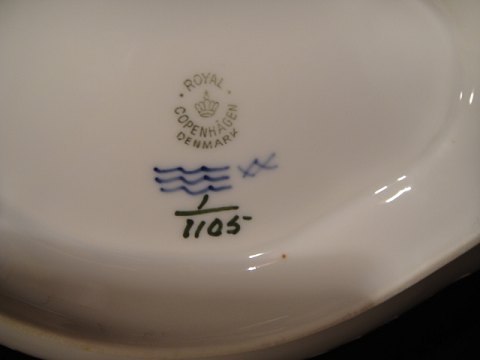 ROYAL
COPENHAGEN
DENMARK
1
1105